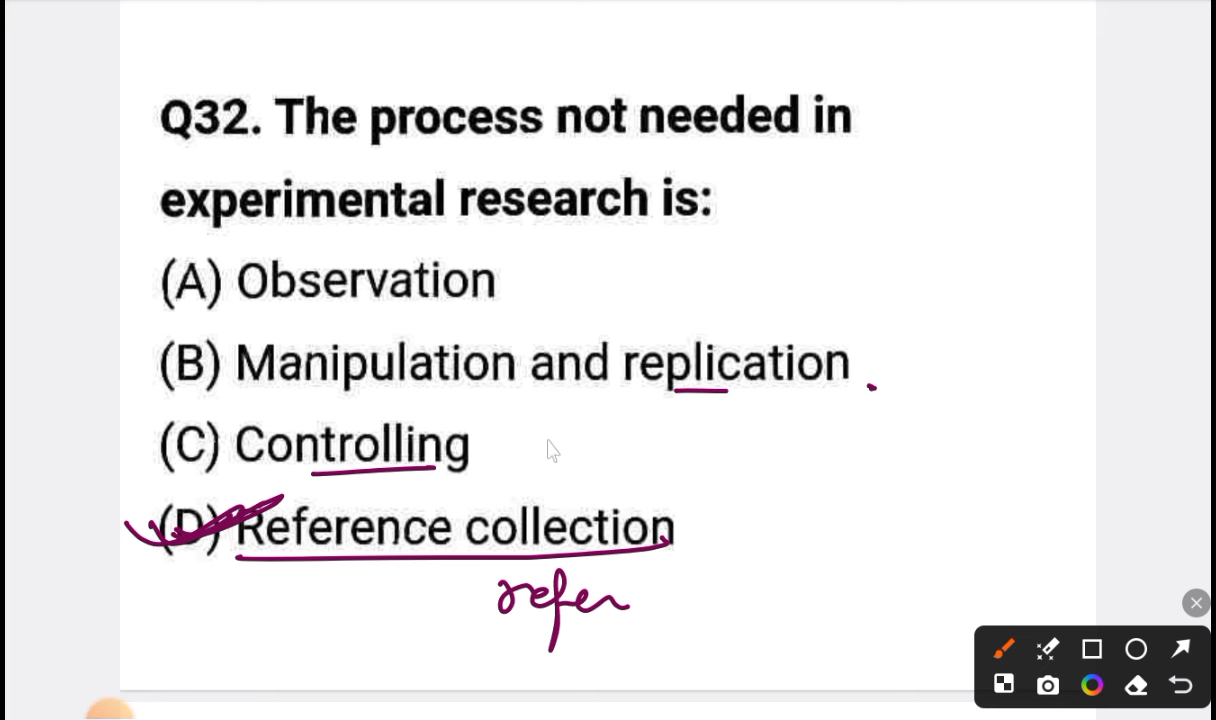 Q32. The process not needed in
experimental research is:
(A) Observation
(B) Manipulation and replication
(C) Controlling
(D) Reference collection
refer